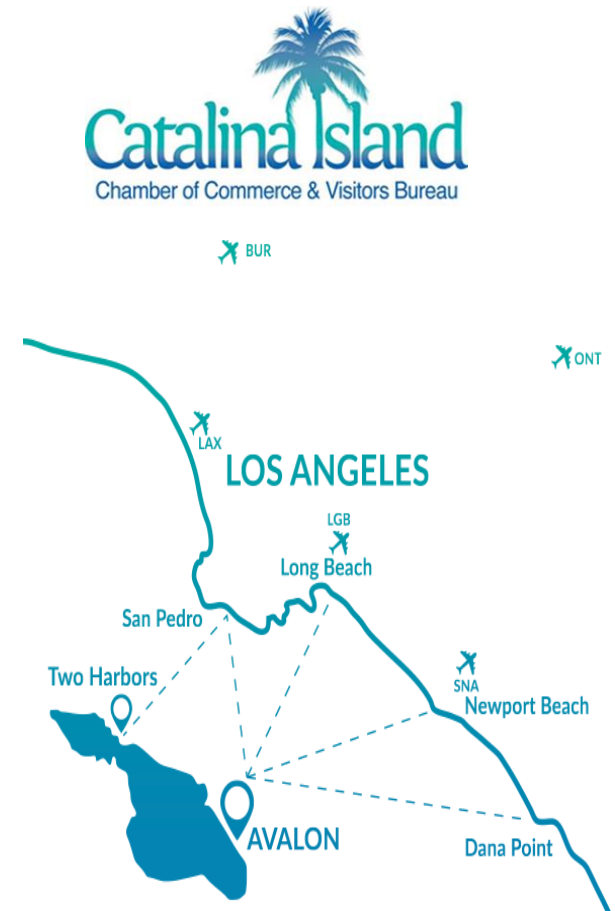 Catalina Island
Chamber of Commerce & Visitors Bureau
BUR
ONT
LAX
LOS ANGELES
LGB
Long Beach
San Pedro
Two Harbors
SNA
Newport Beach
AVALON
Dana Point